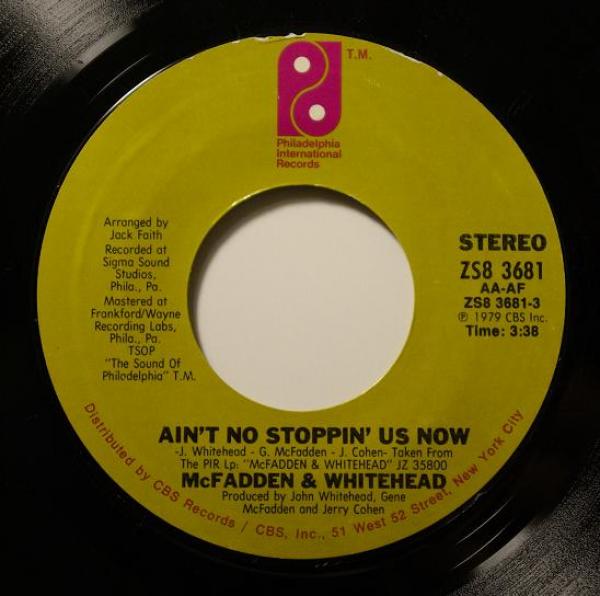 T.M.
Philadelphia
International
Records
Arranged by
Jack Faith
Recorded at
Sigma Sound
Studios,
Phila., Pa.
Mastered at
Frankford/Wayne
Recording Labs,
Phila., Pa.
TSOP
"The Sound Of
Philadelphia" T.M.
STEREO
ZS8 3681
AA-AF
ZS8 3681-3
Ⓟ 1979 CBS Inc.
Time: 3:38
AIN'T NO STOPPIN' US NOW
-J. Whitehead - G. McFadden - J. Cohen- Taken From
The PIR Lp: "McFADDEN & WHITEHEAD" JZ 35800
McFADDEN & WHITEHEAD
Produced by John Whitehead, Gene
McFadden and Jerry Cohen
Distributed by CBS Records / CBS, Inc., 51 West 52 Street, New York City